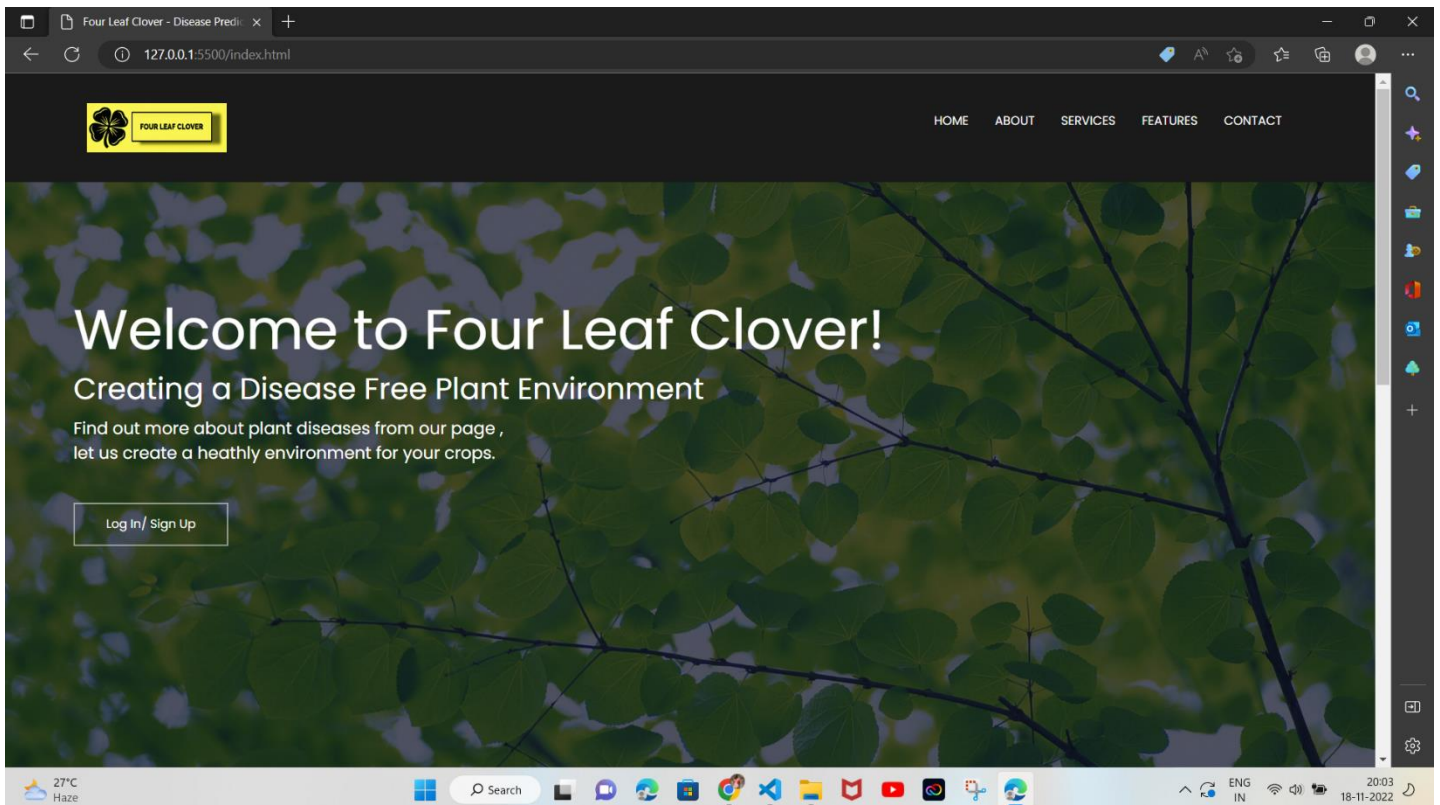 Four Leaf Clover - Disease Predic
127.0.0.1:5500/index.html
FOUR LEAF CLOVER
HOME ABOUT SERVICES FEATURES CONTACT
Welcome to Four Leaf Clover!
Creating a Disease Free Plant Environment
Find out more about plant diseases from our page ,
let us create a heathly environment for your crops.
Log In/ Sign Up
27°C
Haze
Search
ENG
IN
20:03
18-11-2022